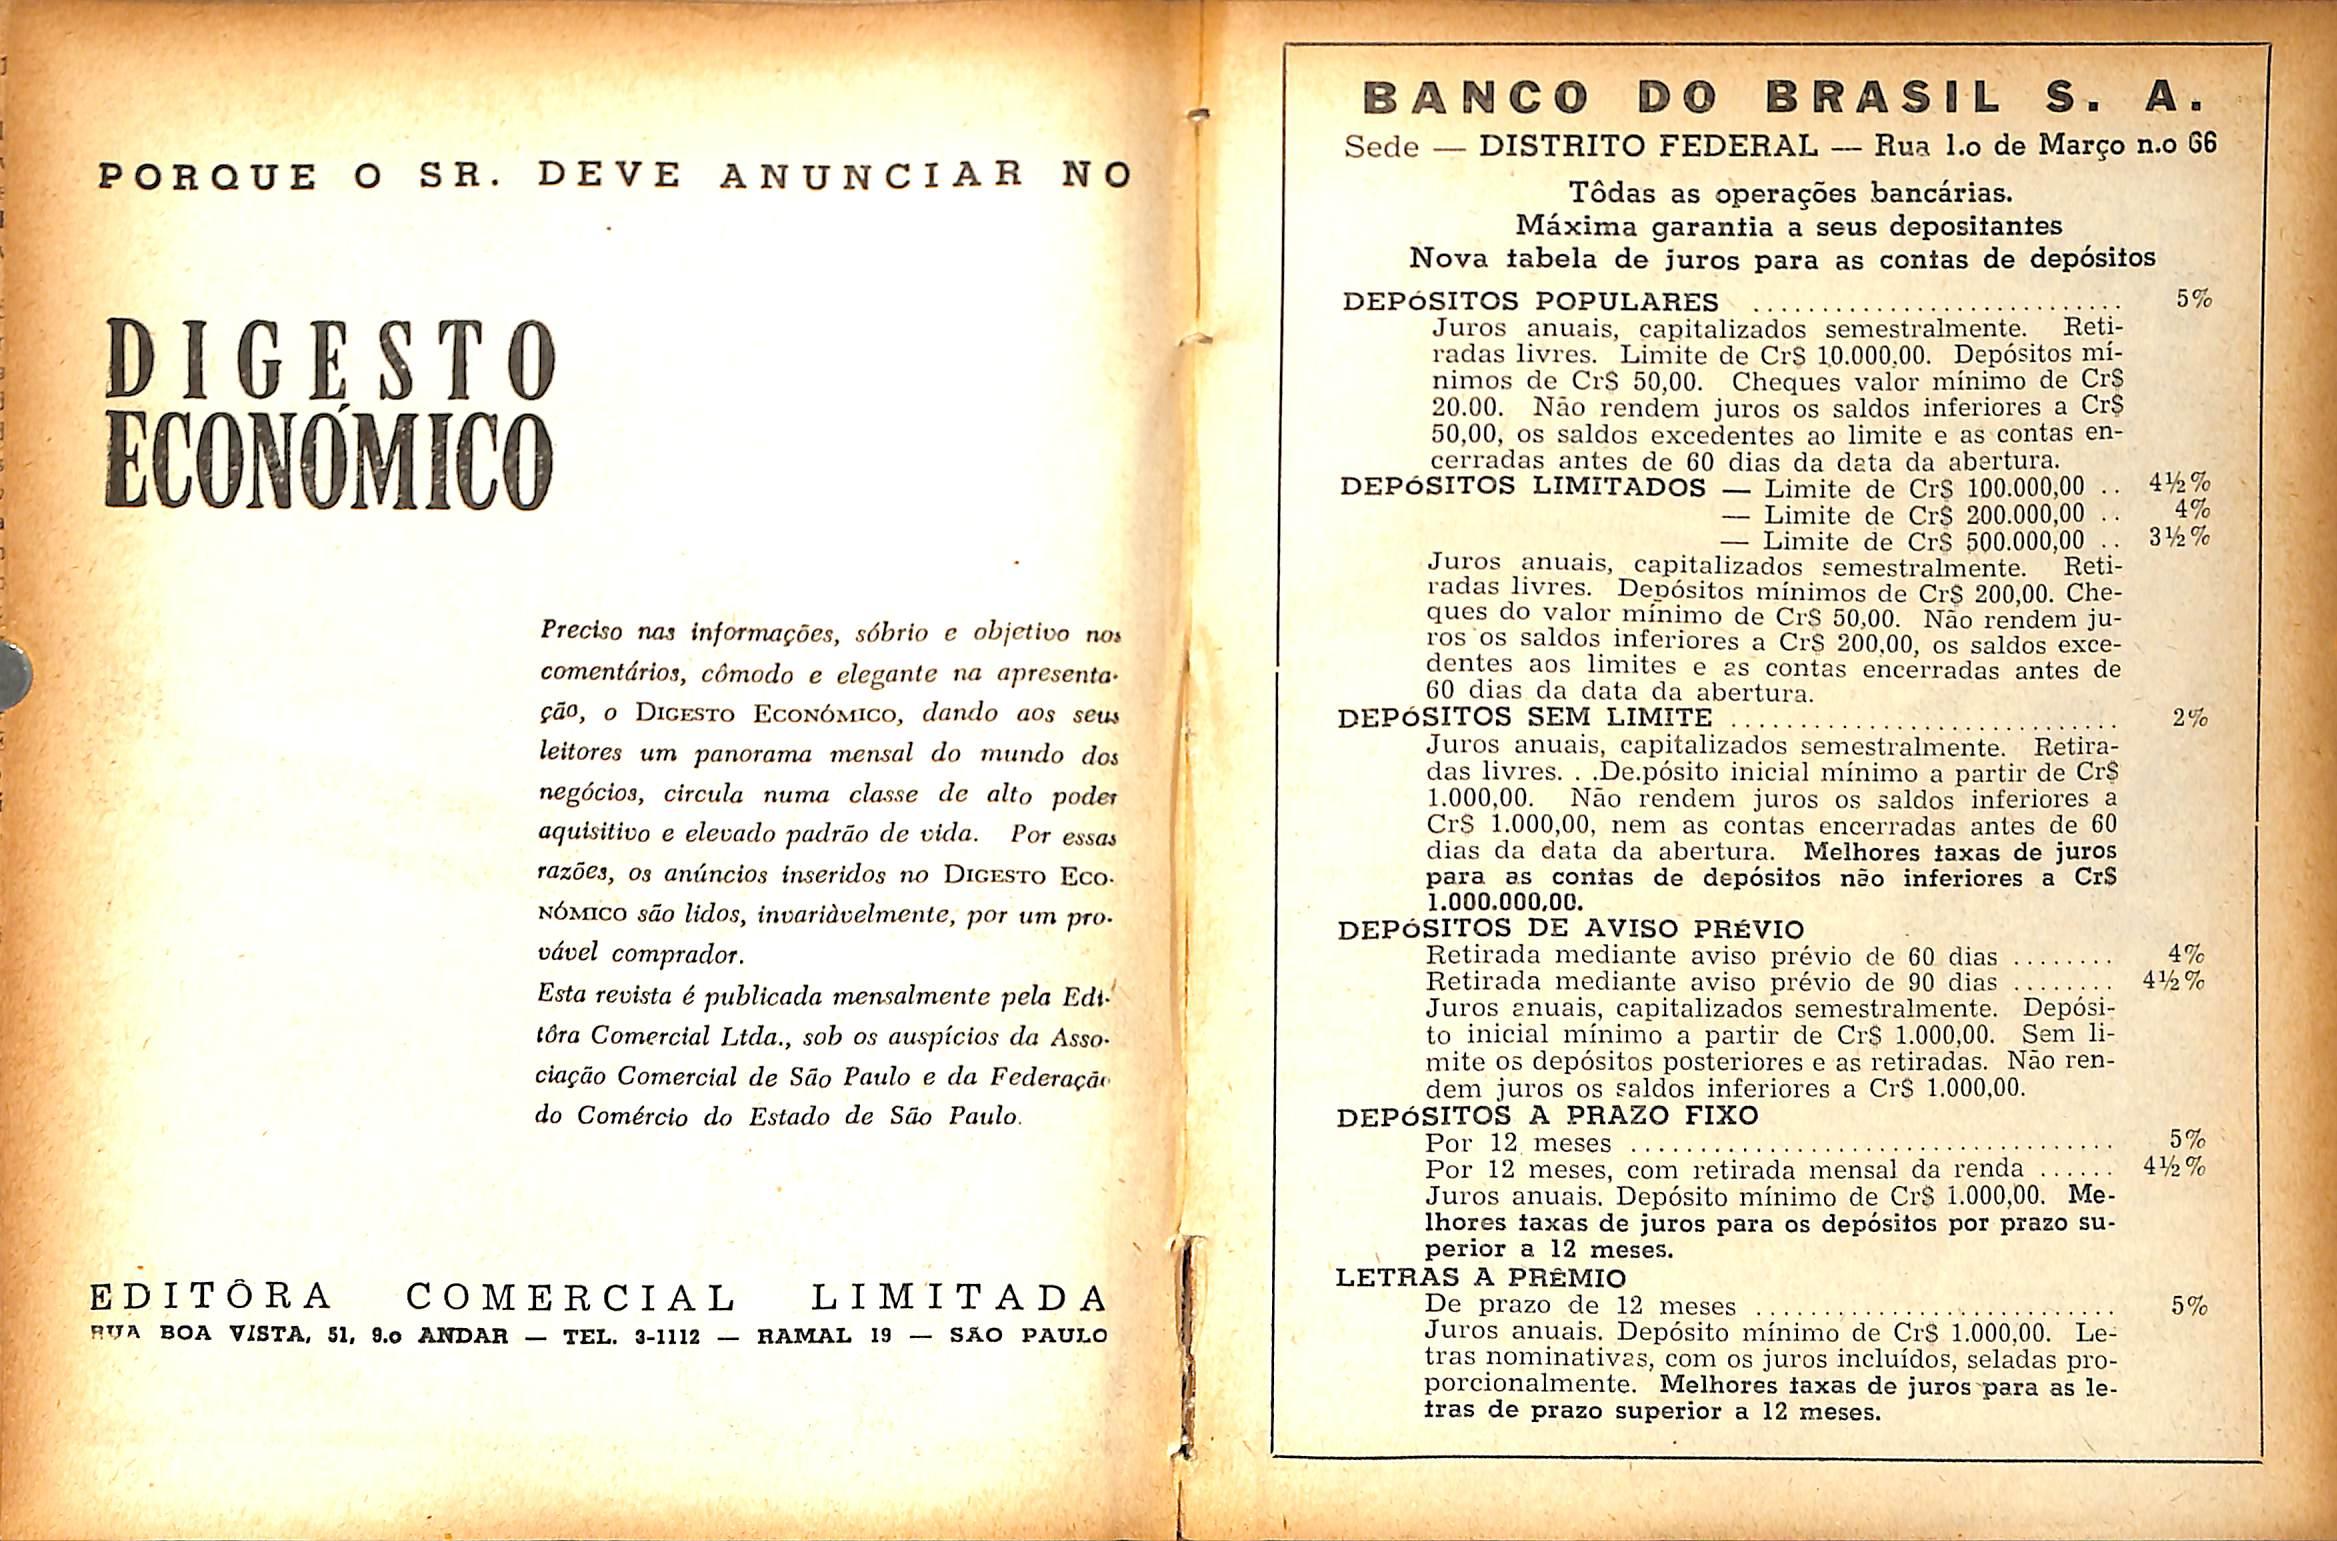 PORQUE O SR. DEVE ANUNCIAR NO
DIGESTO
ECONÓMICO
Preciso nas informações, sóbrio e objetivo nos
comentários, cômodo e elegante na apresenta-
ção, o DIGESTO ECONÓMICO, dando aos seus
leitores um panorama mensal do mundo dos
negócios, circula numa classe de alto poder
aquisitivo e elevado padrão de vida. Por essas
razões, os anúncios inseridos no DIGESTO ECO-
NÓMICO são lidos, invariàvelmente, por um pro-
vável comprador.
Esta revista é publicada mensalmente pela Edi-
tôra Comercial Ltda., sob os auspícios da Asso-
ciação Comercial de São Paulo e da Federação
do Comércio do Estado de São Paulo.
EDITÔRA COMERCIAL LIMITADA
RUA BOA VISTA, 51, 9.o ANDAR — TEL. 3-1112 — RAMAL 19 — SÃO PAULO
BANCO DO BRASIL S. A.
Sede — DISTRITO FEDERAL — Rua 1.o de Março n.o 66
Tôdas as operações bancárias.
Máxima garantia a seus depositantes
Nova tabela de juros para as contas de depósitos
DEPóSITOS POPULARES ........................... 5%
Juros anuais, capitalizados semestralmente. Reti-
radas livres. Limite de Cr$ 10.000,00. Depósitos mí-
nimos de Cr$ 50,00. Cheques valor mínimo de Cr$
20.00. Não rendem juros os saldos inferiores a Cr$
50,00, os saldos excedentes ao limite e as contas en-
cerradas antes de 60 dias da data da abertura.
DEPóSITOS LIMITADOS — Limite de Cr$ 100.000,00 .. 4½%
— Limite de Cr$ 200.000,00 .. 4%
— Limite de Cr$ 500.000,00 .. 3½%
Juros anuais, capitalizados semestralmente. Reti-
radas livres. Depósitos mínimos de Cr$ 200,00. Che-
ques do valor mínimo de Cr$ 50,00. Não rendem ju-
ros os saldos inferiores a Cr$ 200,00, os saldos exce-
dentes aos limites e as contas encerradas antes de
60 dias da data da abertura.
DEPóSITOS SEM LIMITE ............................ 2%
Juros anuais, capitalizados semestralmente. Retira-
das livres. . .De.pósito inicial mínimo a partir de Cr$
1.000,00. Não rendem juros os saldos inferiores a
Cr$ 1.000,00, nem as contas encerradas antes de 60
dias da data da abertura. Melhores taxas de juros
para as contas de depósitos não inferiores a Cr$
1.000.000,00.
DEPóSITOS DE AVISO PRÉVIO
Retirada mediante aviso prévio de 60 dias ........ 4%
Retirada mediante aviso prévio de 90 dias ........ 4½%
Juros anuais, capitalizados semestralmente. Depósi-
to inicial mínimo a partir de Cr$ 1.000,00. Sem li-
mite os depósitos posteriores e as retiradas. Não ren-
dem juros os saldos inferiores a Cr$ 1.000,00.
DEPóSITOS A PRAZO FIXO
Por 12 meses ................................... 5%
Por 12 meses, com retirada mensal da renda ...... 4½%
Juros anuais. Depósito mínimo de Cr$ 1.000,00. Me-
lhores taxas de juros para os depósitos por prazo su-
perior a 12 meses.
LETRAS A PRÊMIO
De prazo de 12 meses .......................... 5%
Juros anuais. Depósito mínimo de Cr$ 1.000,00. Le-
tras nominativas, com os juros incluídos, seladas pro-
porcionalmente. Melhores taxas de juros para as le-
tras de prazo superior a 12 meses.